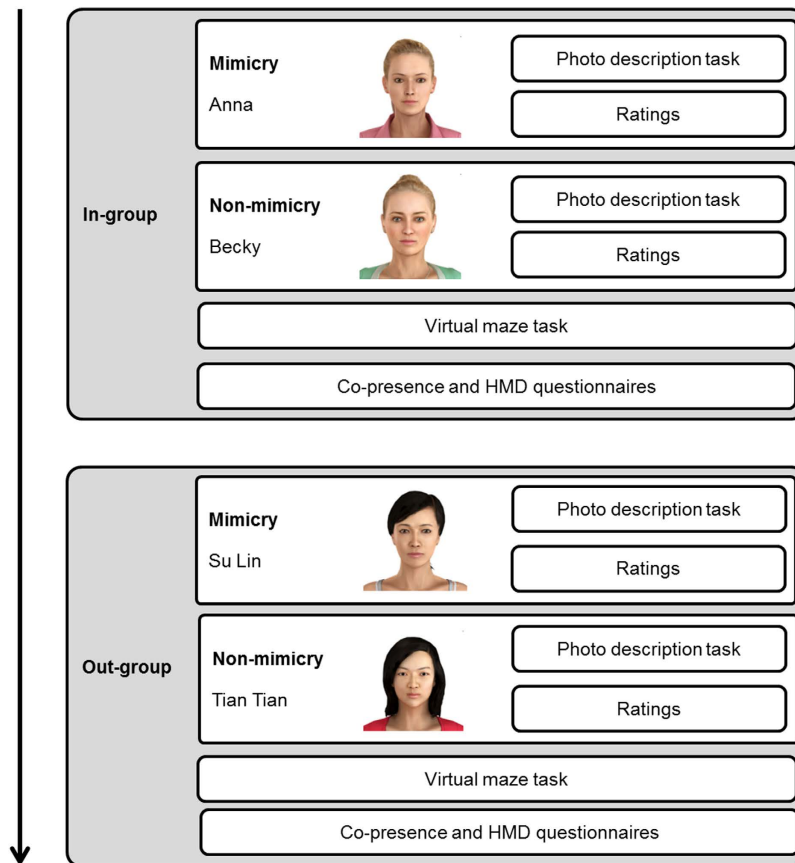 In-group
Mimicry
Anna
Photo description task
Ratings
Non-mimicry
Becky
Photo description task
Ratings
Virtual maze task
Co-presence and HMD questionnaires
Out-group
Mimicry
Su Lin
Photo description task
Ratings
Non-mimicry
Tian Tian
Photo description task
Ratings
Virtual maze task
Co-presence and HMD questionnaires